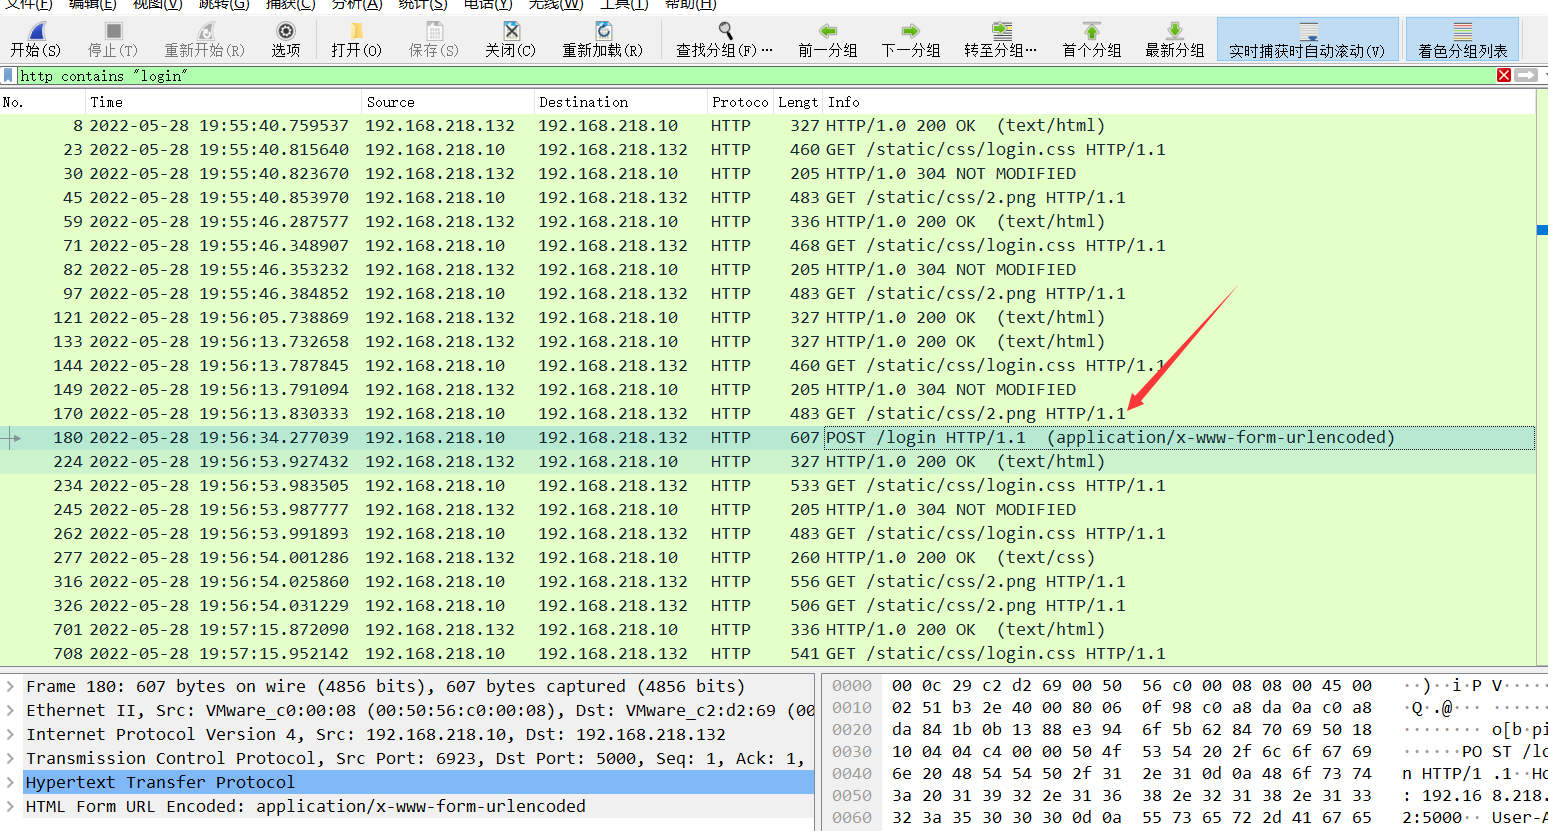 文件(F) 编辑(E) 视图(V) 跳转(G) 捕获(C) 分析(A) 统计(S) 电话(Y) 无线(W) 工具(T) 帮助(H)
开始(S) 停止(T) 重新开始(R) 选项 打开(O) 保存(S) 关闭(C) 重新加载(R) 查找分组(F)… 前一分组 下一分组 转至分组… 首个分组 最新分组 实时捕获时自动滚动(V) 着色分组列表
http contains "login"
No. Time Source Destination Protoco Lengt Info
8 2022-05-28 19:55:40.759537 192.168.218.132 192.168.218.10 HTTP 327 HTTP/1.0 200 OK (text/html)
23 2022-05-28 19:55:40.815640 192.168.218.10 192.168.218.132 HTTP 460 GET /static/css/login.css HTTP/1.1
30 2022-05-28 19:55:40.823670 192.168.218.132 192.168.218.10 HTTP 205 HTTP/1.0 304 NOT MODIFIED
45 2022-05-28 19:55:40.853970 192.168.218.10 192.168.218.132 HTTP 483 GET /static/css/2.png HTTP/1.1
59 2022-05-28 19:55:46.287577 192.168.218.132 192.168.218.10 HTTP 336 HTTP/1.0 200 OK (text/html)
71 2022-05-28 19:55:46.348907 192.168.218.10 192.168.218.132 HTTP 468 GET /static/css/login.css HTTP/1.1
82 2022-05-28 19:55:46.353232 192.168.218.132 192.168.218.10 HTTP 205 HTTP/1.0 304 NOT MODIFIED
97 2022-05-28 19:55:46.384852 192.168.218.10 192.168.218.132 HTTP 483 GET /static/css/2.png HTTP/1.1
121 2022-05-28 19:56:05.738869 192.168.218.132 192.168.218.10 HTTP 327 HTTP/1.0 200 OK (text/html)
133 2022-05-28 19:56:13.732658 192.168.218.132 192.168.218.10 HTTP 327 HTTP/1.0 200 OK (text/html)
144 2022-05-28 19:56:13.787845 192.168.218.10 192.168.218.132 HTTP 460 GET /static/css/login.css HTTP/1.1
149 2022-05-28 19:56:13.791094 192.168.218.132 192.168.218.10 HTTP 205 HTTP/1.0 304 NOT MODIFIED
170 2022-05-28 19:56:13.830333 192.168.218.10 192.168.218.132 HTTP 483 GET /static/css/2.png HTTP/1.1
180 2022-05-28 19:56:34.277039 192.168.218.10 192.168.218.132 HTTP 607 POST /login HTTP/1.1 (application/x-www-form-urlencoded)
224 2022-05-28 19:56:53.927432 192.168.218.132 192.168.218.10 HTTP 327 HTTP/1.0 200 OK (text/html)
234 2022-05-28 19:56:53.983505 192.168.218.10 192.168.218.132 HTTP 533 GET /static/css/login.css HTTP/1.1
245 2022-05-28 19:56:53.987777 192.168.218.132 192.168.218.10 HTTP 205 HTTP/1.0 304 NOT MODIFIED
262 2022-05-28 19:56:53.991893 192.168.218.10 192.168.218.132 HTTP 483 GET /static/css/login.css HTTP/1.1
277 2022-05-28 19:56:54.001286 192.168.218.132 192.168.218.10 HTTP 260 HTTP/1.0 200 OK (text/css)
316 2022-05-28 19:56:54.025860 192.168.218.10 192.168.218.132 HTTP 556 GET /static/css/2.png HTTP/1.1
326 2022-05-28 19:56:54.031229 192.168.218.10 192.168.218.132 HTTP 506 GET /static/css/2.png HTTP/1.1
701 2022-05-28 19:57:15.872090 192.168.218.132 192.168.218.10 HTTP 336 HTTP/1.0 200 OK (text/html)
708 2022-05-28 19:57:15.952142 192.168.218.10 192.168.218.132 HTTP 541 GET /static/css/login.css HTTP/1.1
Frame 180: 607 bytes on wire (4856 bits), 607 bytes captured (4856 bits)
Ethernet II, Src: VMware_c0:00:08 (00:50:56:c0:00:08), Dst: VMware_c2:d2:69 (00
Internet Protocol Version 4, Src: 192.168.218.10, Dst: 192.168.218.132
Transmission Control Protocol, Src Port: 6923, Dst Port: 5000, Seq: 1, Ack: 1,
Hypertext Transfer Protocol
HTML Form URL Encoded: application/x-www-form-urlencoded
0000 00 0c 29 c2 d2 69 00 50 56 c0 00 08 08 00 45 00 ··)··i·P V·····
0010 02 51 b3 2e 40 00 80 06 0f 98 c0 a8 da 0a c0 a8 ·Q·.@··· ······
0020 da 84 1b 0b 13 88 e3 94 6f 5b 62 84 70 69 50 18 ········ o[b·pi
0030 10 04 04 c4 00 00 50 4f 53 54 20 2f 6c 6f 67 69 ······PO ST /lo
0040 6e 20 48 54 54 50 2f 31 2e 31 0d 0a 48 6f 73 74 n HTTP/1 .1··Ho
0050 3a 20 31 39 32 2e 31 36 38 2e 32 31 38 2e 31 33 : 192.16 8.218.
0060 32 3a 35 30 30 30 0d 0a 55 73 65 72 2d 41 67 65 2:5000·· User-A